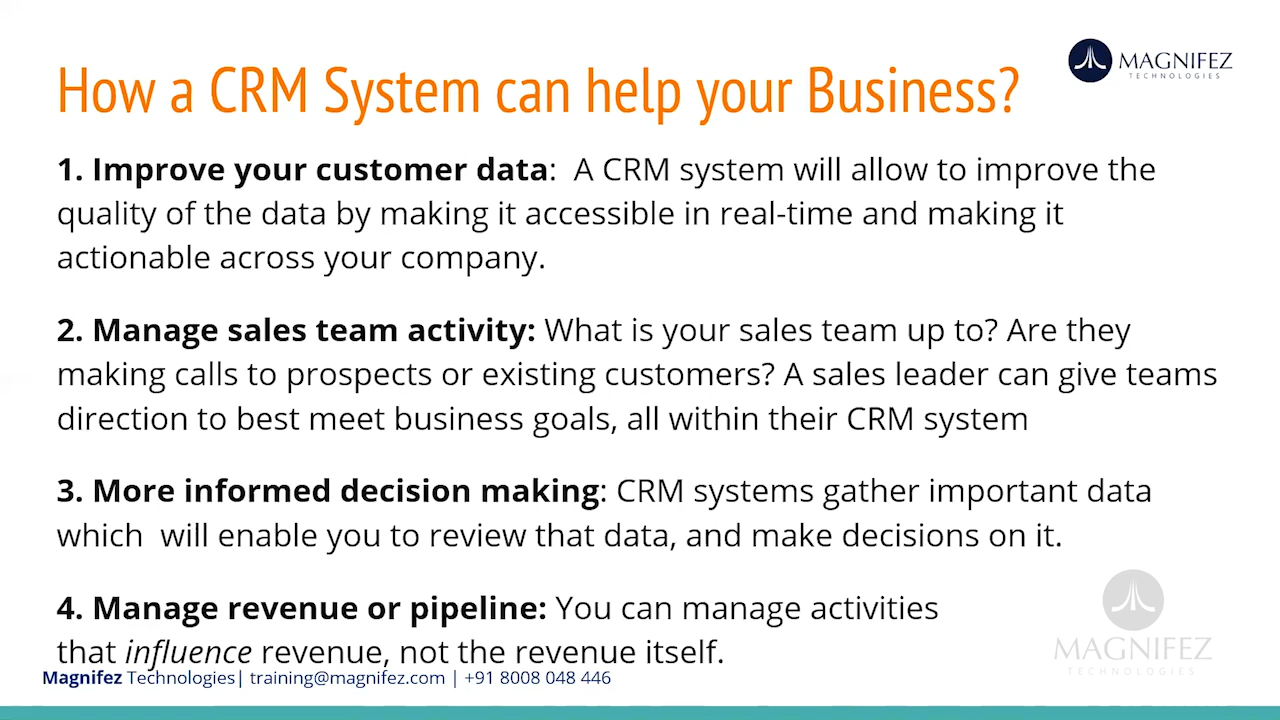 MAGNIFEZ
TECHNOLOGIES
How a CRM System can help your Business?
1. Improve your customer data:  A CRM system will allow to improve the
quality of the data by making it accessible in real-time and making it
actionable across your company.
2. Manage sales team activity: What is your sales team up to? Are they
making calls to prospects or existing customers? A sales leader can give teams
direction to best meet business goals, all within their CRM system
3. More informed decision making: CRM systems gather important data
which  will enable you to review that data, and make decisions on it.
4. Manage revenue or pipeline: You can manage activities
that influence revenue, not the revenue itself.
MAGNIFEZ
TECHNOLOGIES
Magnifez Technologies| training@magnifez.com | +91 8008 048 446